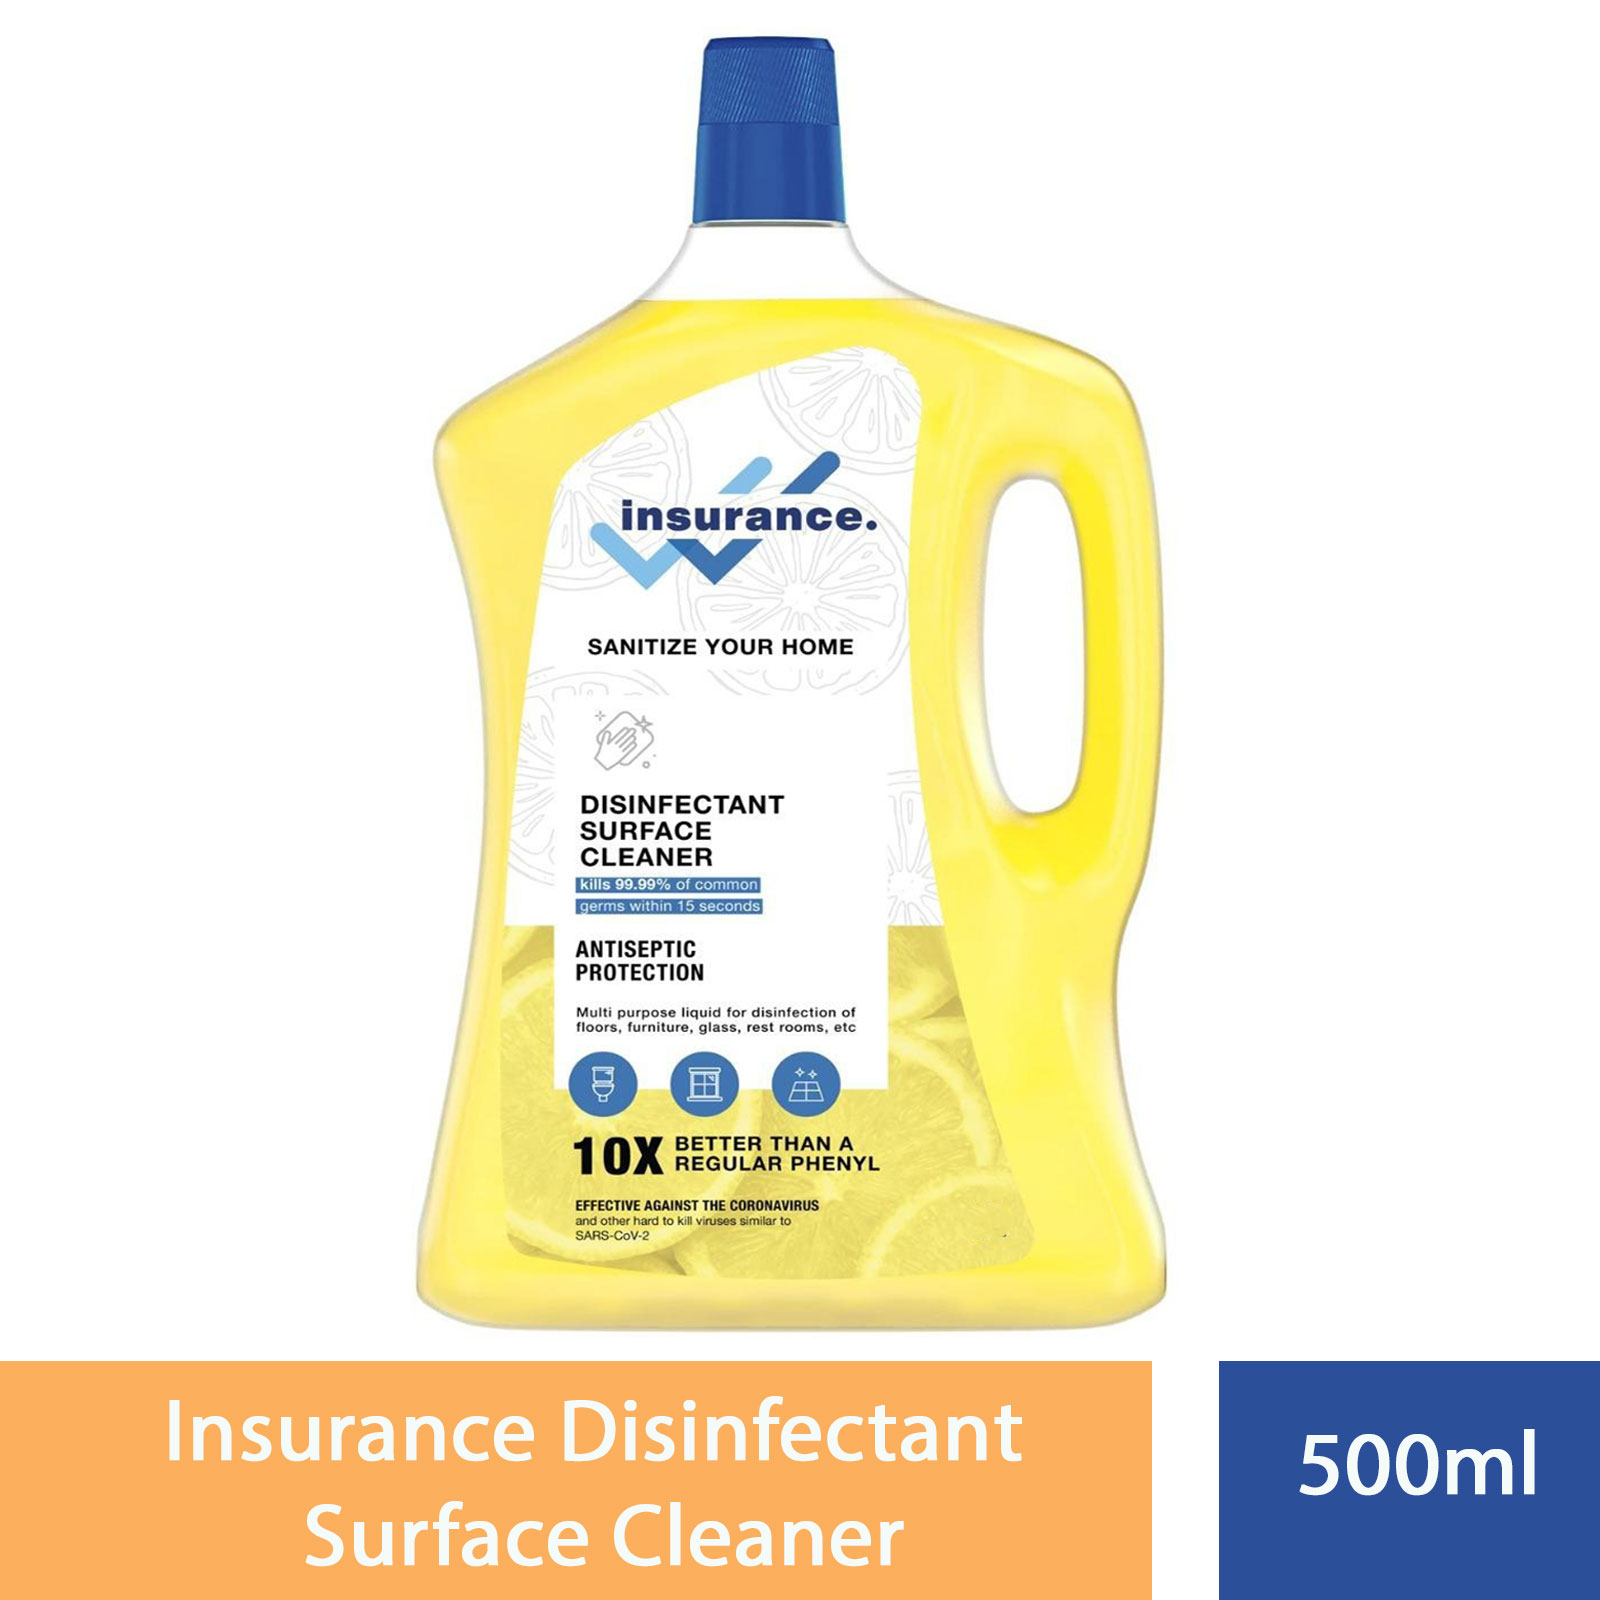 insurance.
SANITIZE YOUR HOME
DISINFECTANT
SURFACE
CLEANER
kills 99.99% of common
germs within 15 seconds
ANTISEPTIC
PROTECTION
Multi purpose liquid for disinfection of
floors, furniture, glass, rest rooms, etc
10X BETTER THAN A
REGULAR PHENYL
EFFECTIVE AGAINST THE CORONAVIRUS
and other hard to kill viruses similar to
SARS-CoV-2
Insurance Disinfectant
Surface Cleaner
500ml